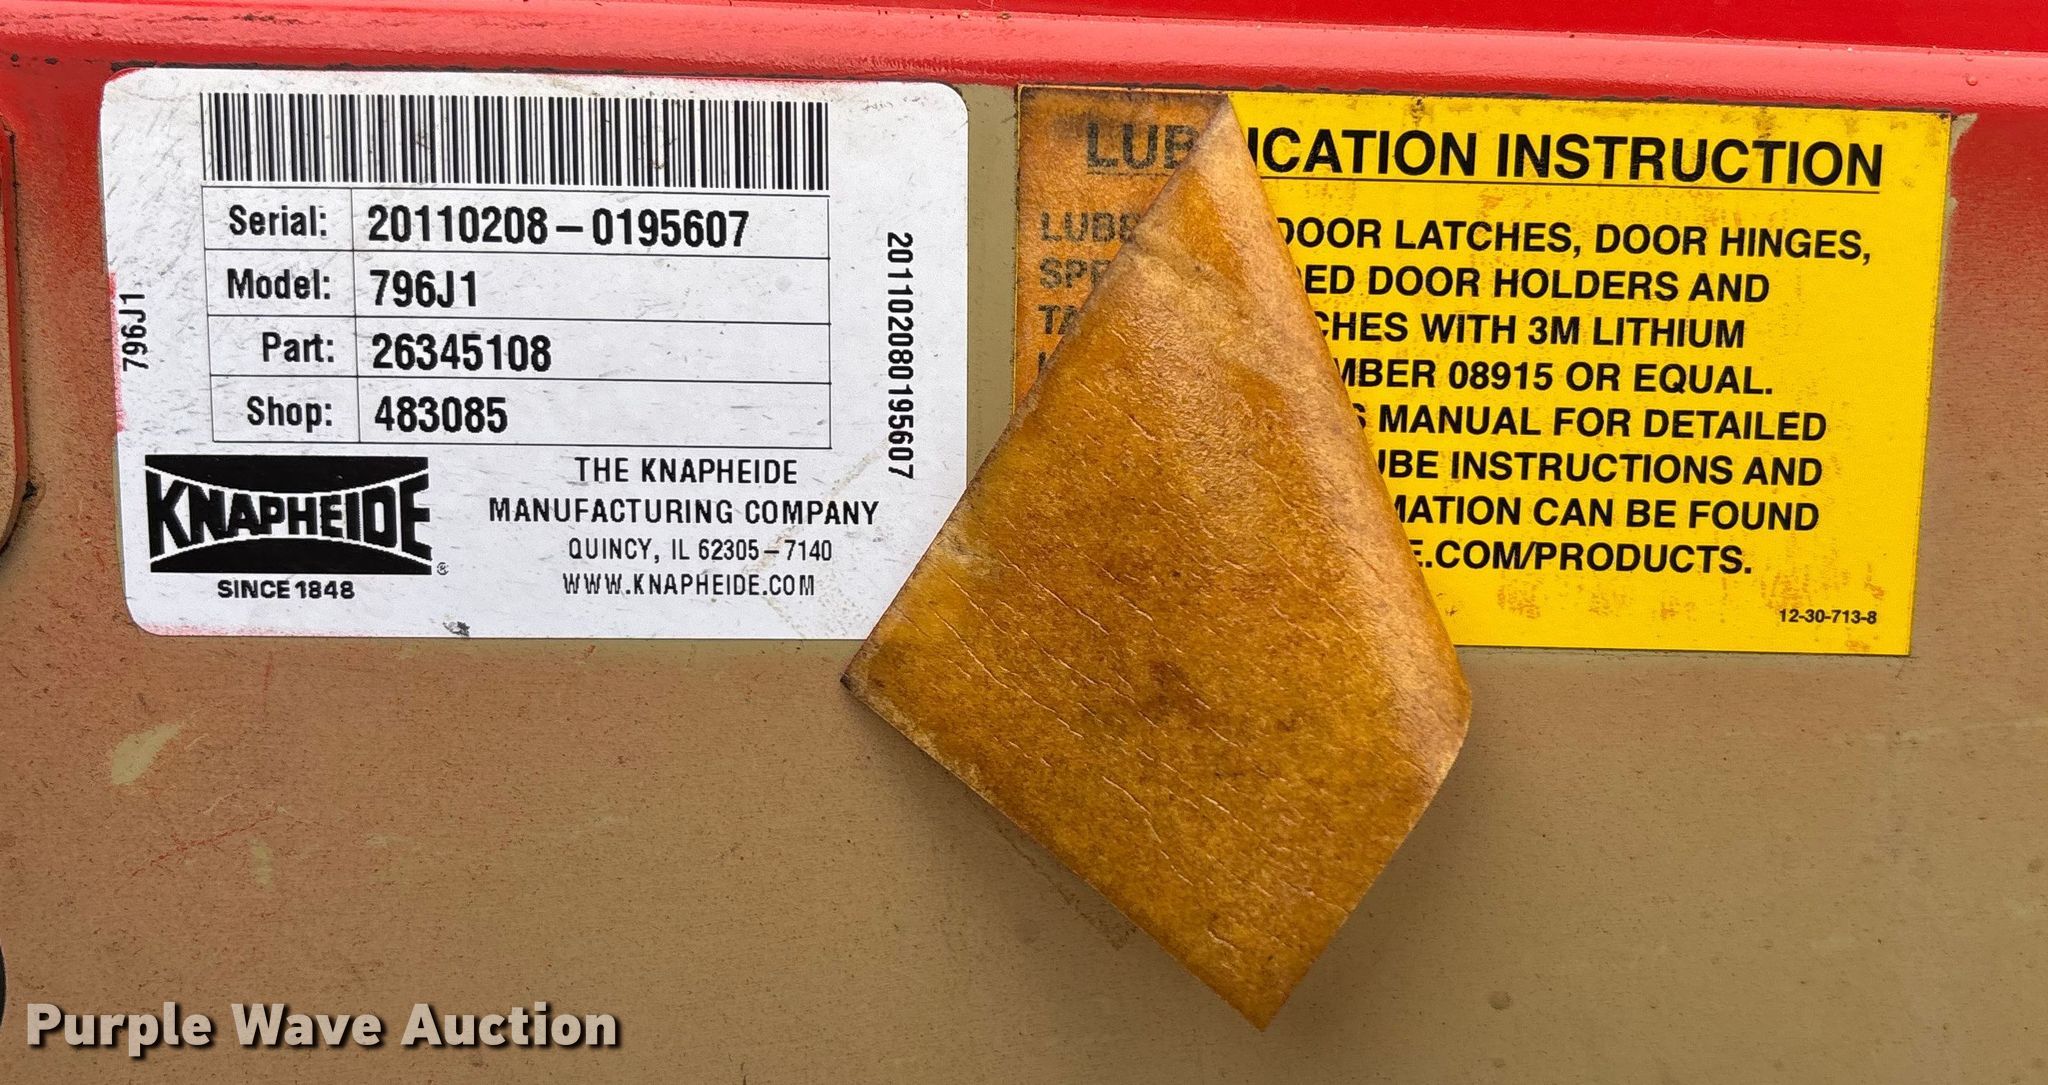 Serial: 20110208-0195607
Model: 796J1
Part: 26345108
Shop: 483085
796J1
201102080195607
KNAPHEIDE
®
SINCE 1848
THE KNAPHEIDE
MANUFACTURING COMPANY
QUINCY, IL 62305-7140
WWW.KNAPHEIDE.COM
LUB ICATION INSTRUCTION
LUBE DOOR LATCHES, DOOR HINGES,
SPE ED DOOR HOLDERS AND
TA CHES WITH 3M LITHIUM
MBER 08915 OR EQUAL.
S MANUAL FOR DETAILED
UBE INSTRUCTIONS AND
MATION CAN BE FOUND
E.COM/PRODUCTS.
12-30-713-8
Purple Wave Auction